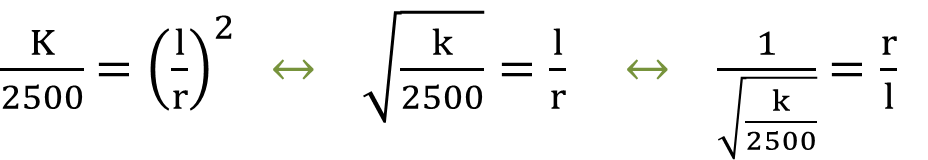 K/2500 = (l/r)² ↔ √(k/2500) = l/r ↔ 1/√(k/2500) = r/l